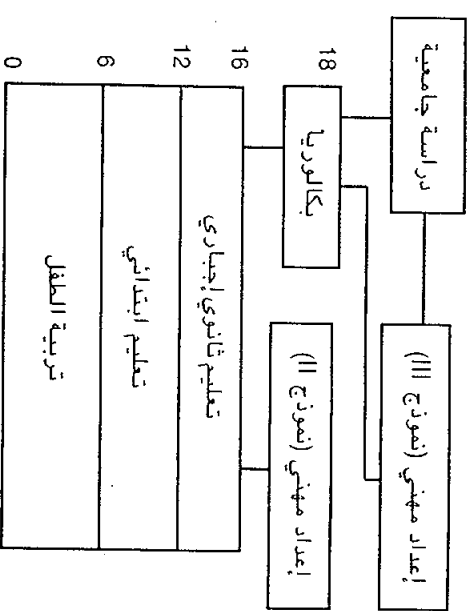 دراسة جامعية
إعداد مهني (نموذج III)
18
بكالوريا
إعداد مهني (نموذج II)
16
تعليم ثانوي إجباري
12
تعليم ابتدائي
6
تربية الطفل
0